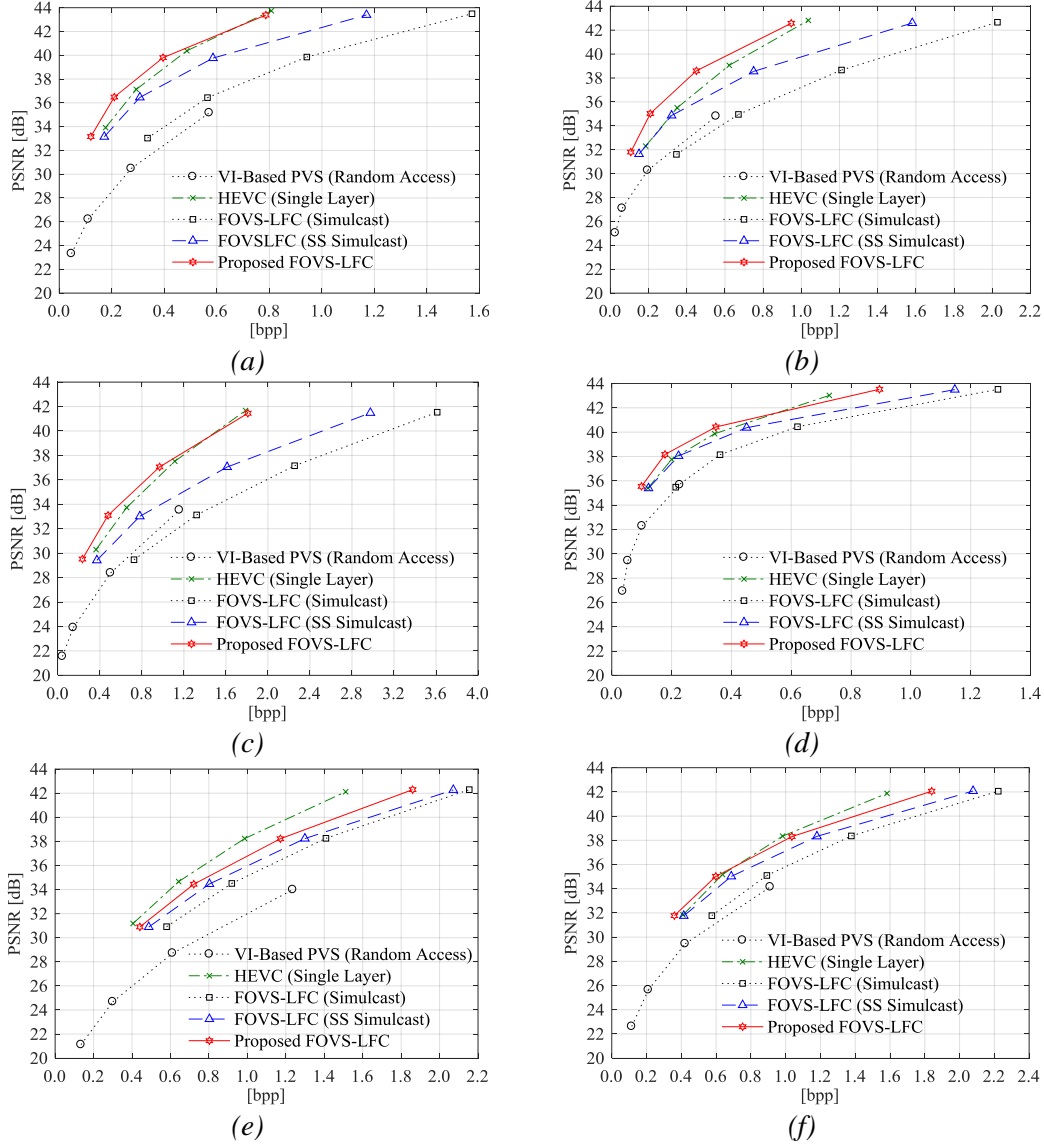 44
42
40
38
36
34
32
30
28
26
24
22
20
PSNR [dB]
VI-Based PVS (Random Access)
HEVC (Single Layer)
FOVS-LFC (Simulcast)
FOVSLFC (SS Simulcast)
Proposed FOVS-LFC
0.0 0.2 0.4 0.6 0.8 1.0 1.2 1.4 1.6
[bpp]
(a)
44
42
40
38
36
34
32
30
28
26
24
22
20
PSNR [dB]
VI-Based PVS (Random Access)
HEVC (Single Layer)
FOVS-LFC (Simulcast)
FOVS-LFC (SS Simulcast)
Proposed FOVS-LFC
0.0 0.2 0.4 0.6 0.8 1.0 1.2 1.4 1.6 1.8 2.0 2.2
[bpp]
(b)
44
42
40
38
36
34
32
30
28
26
24
22
20
PSNR [dB]
VI-Based PVS (Random Access)
HEVC (Single Layer)
FOVS-LFC (Simulcast)
FOVS-LFC (SS Simulcast)
Proposed FOVS-LFC
0.0 0.4 0.8 1.2 1.6 2.0 2.4 2.8 3.2 3.6 4.0
[bpp]
(c)
44
42
40
38
36
34
32
30
28
26
24
22
20
PSNR [dB]
VI-Based PVS (Random Access)
HEVC (Single Layer)
FOVS-LFC (Simulcast)
FOVS-LFC (SS Simulcast)
Proposed FOVS-LFC
0.0 0.2 0.4 0.6 0.8 1.0 1.2 1.4
[bpp]
(d)
44
42
40
38
36
34
32
30
28
26
24
22
20
PSNR [dB]
VI-Based PVS (Random Access)
HEVC (Single Layer)
FOVS-LFC (Simulcast)
FOVS-LFC (SS Simulcast)
Proposed FOVS-LFC
0.0 0.2 0.4 0.6 0.8 1.0 1.2 1.4 1.6 1.8 2.0 2.2
[bpp]
(e)
44
42
40
38
36
34
32
30
28
26
24
22
20
PSNR [dB]
VI-Based PVS (Random Access)
HEVC (Single Layer)
FOVS-LFC (Simulcast)
FOVS-LFC (SS Simulcast)
Proposed FOVS-LFC
0.0 0.2 0.4 0.6 0.8 1.0 1.2 1.4 1.6 1.8 2.0 2.2 2.4
[bpp]
(f)